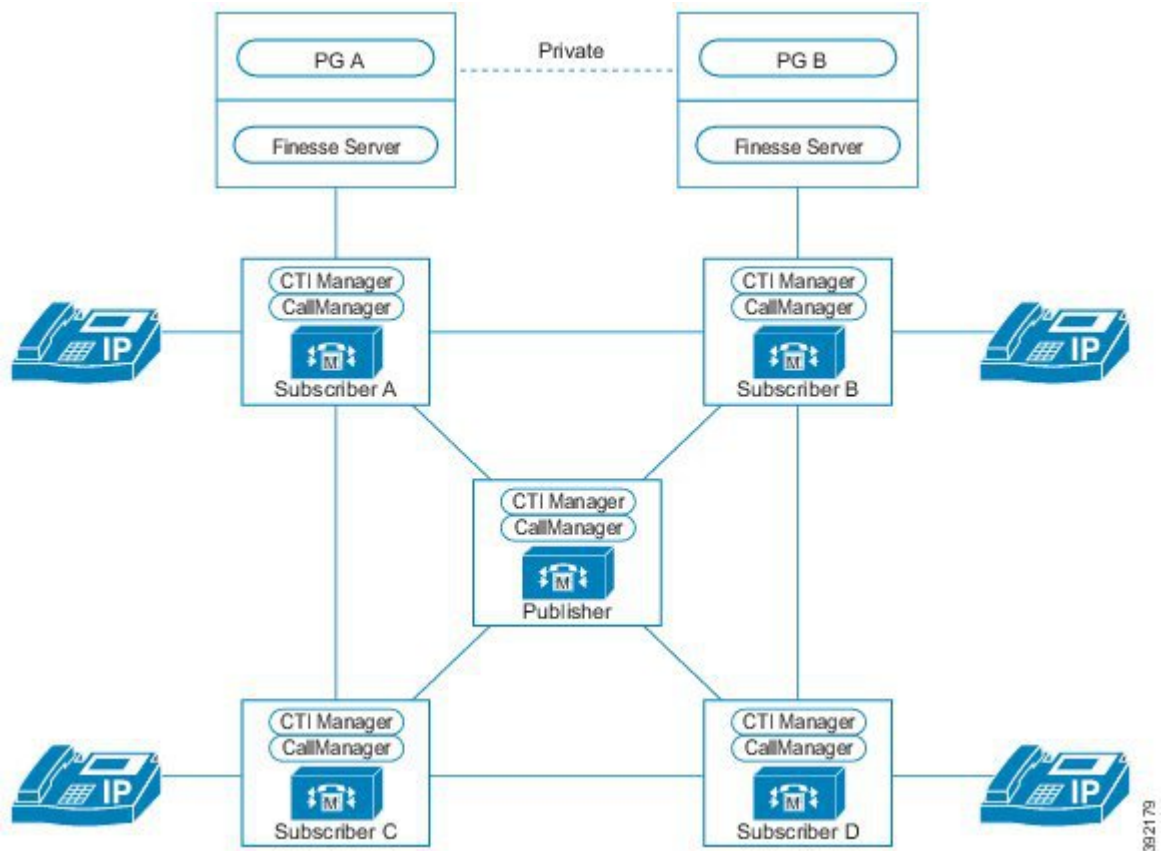 PG A
Private
PG B
Finesse Server
Finesse Server
CTI Manager
CallManager
Subscriber A
CTI Manager
CallManager
Subscriber B
IP
IP
CTI Manager
CallManager
M
Publisher
M
M
CTI Manager
CallManager
Subscriber C
M
CTI Manager
CallManager
Subscriber D
M
IP
IP
392179